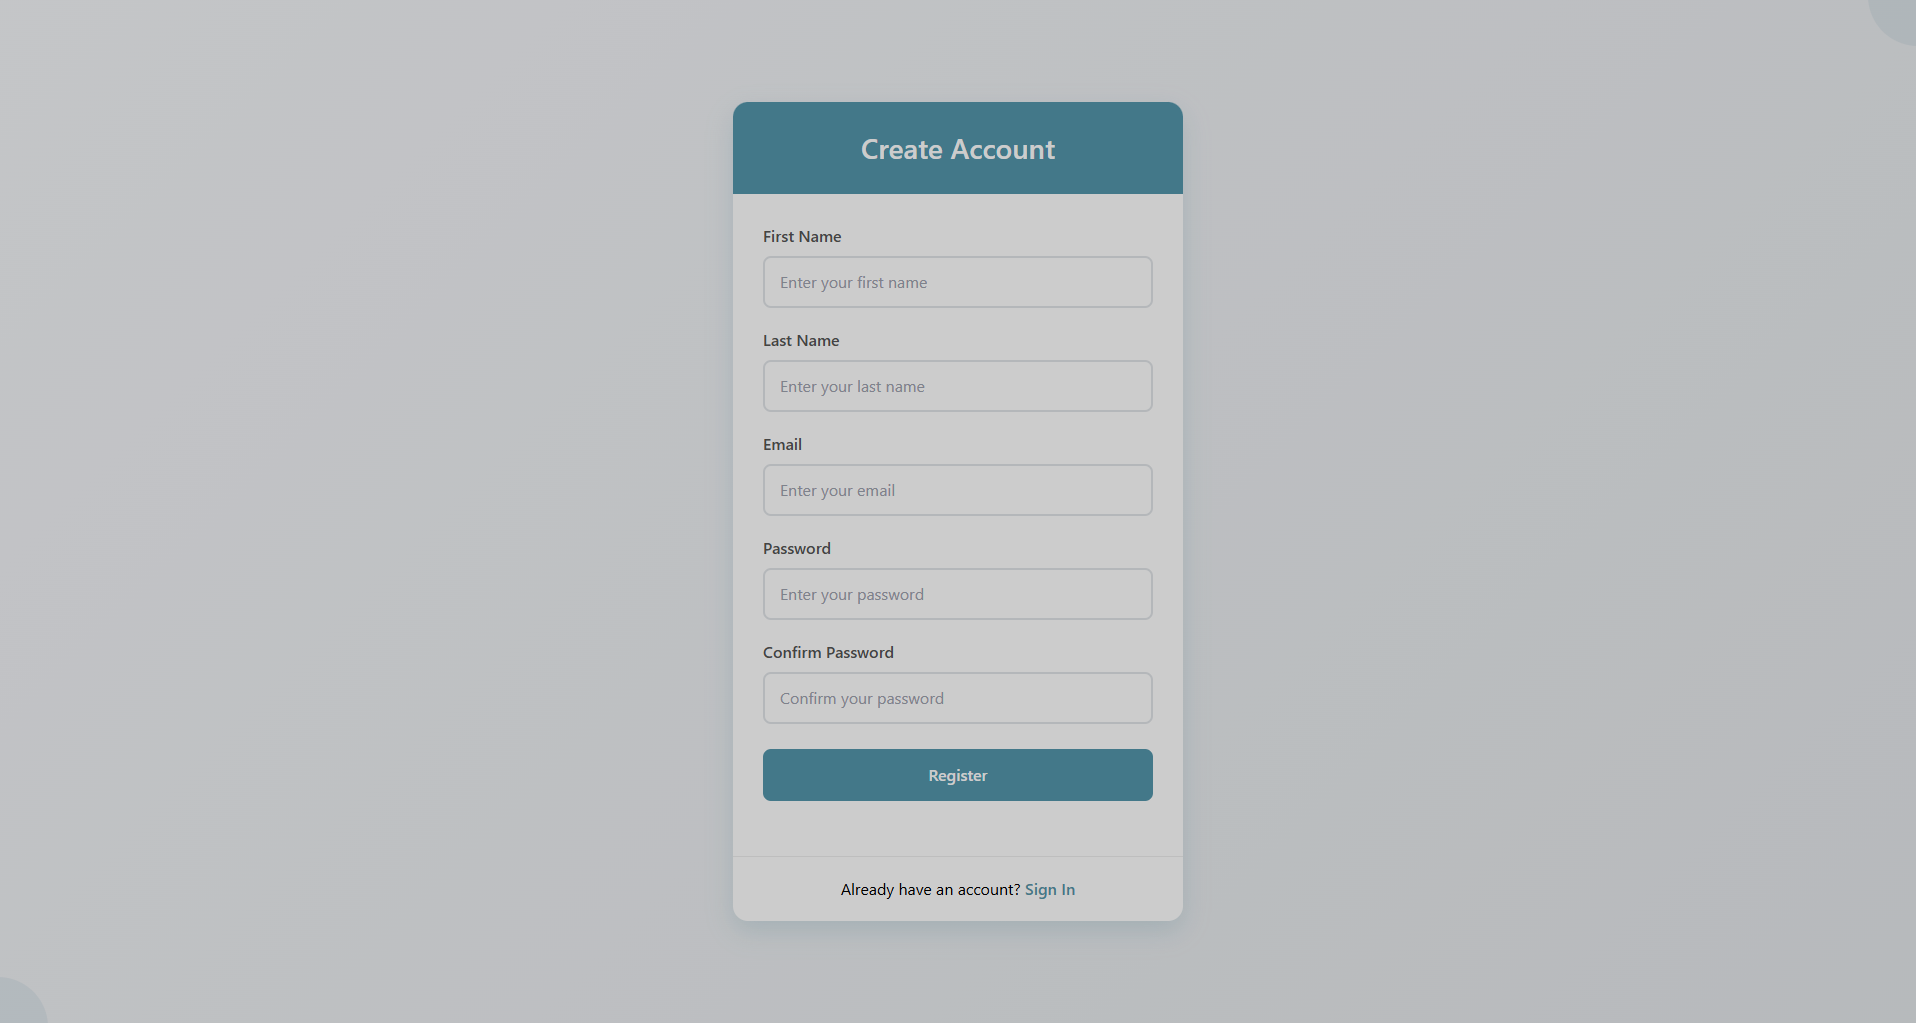 Create Account
First Name
Enter your first name
Last Name
Enter your last name
Email
Enter your email
Password
Enter your password
Confirm Password
Confirm your password
Register
Already have an account? Sign In